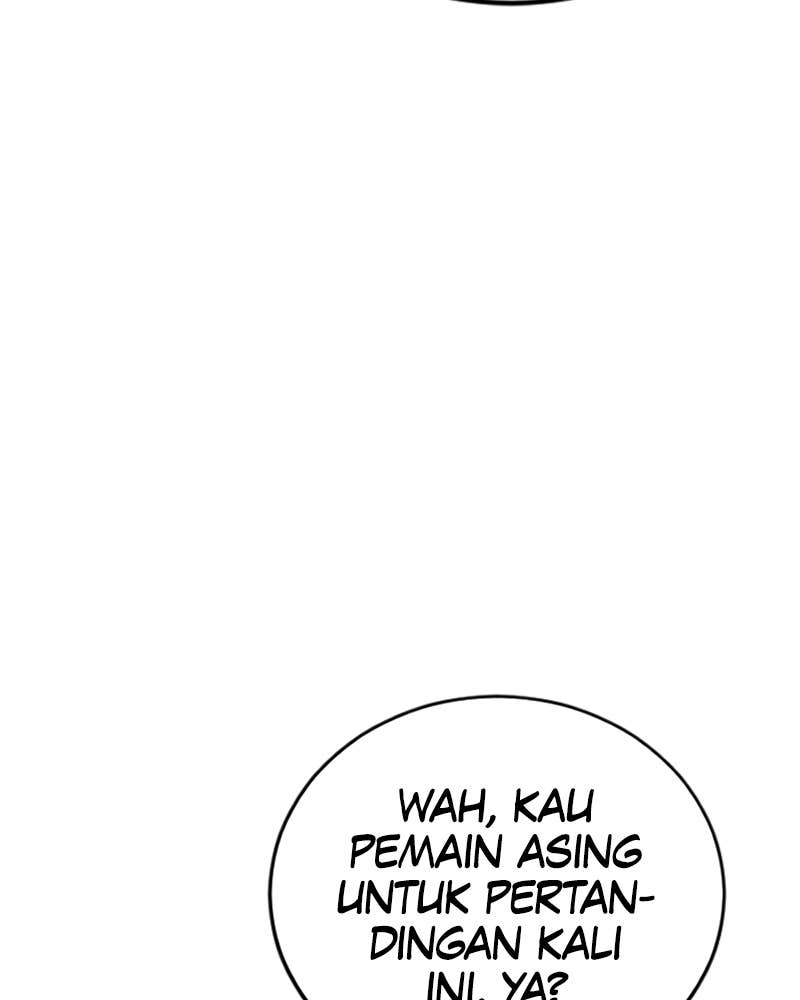 WAH, KAU
PEMAIN ASING
UNTUK PERTAN-
DINGAN KALI
INI, YA?